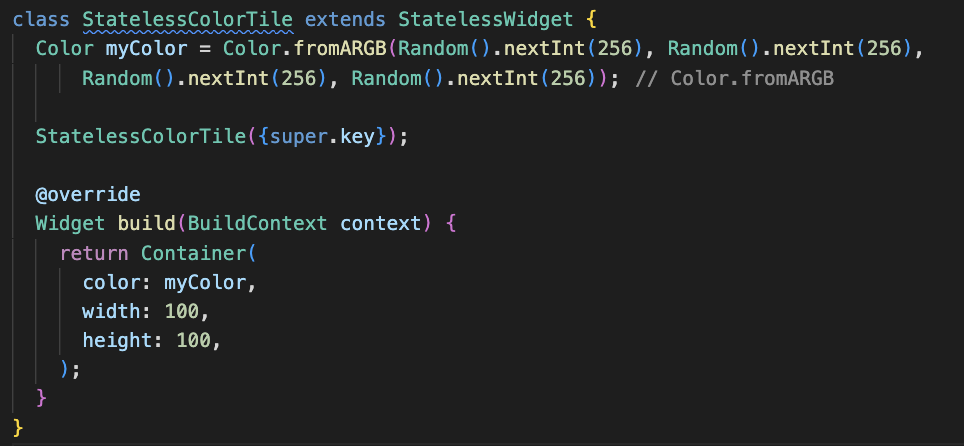 class StatelessColorTile extends StatelessWidget {
  Color myColor = Color.fromARGB(Random().nextInt(256), Random().nextInt(256),
      Random().nextInt(256), Random().nextInt(256)); // Color.fromARGB
  StatelessColorTile({super.key});
  @override
  Widget build(BuildContext context) {
    return Container(
      color: myColor,
      width: 100,
      height: 100,
    );
  }
}